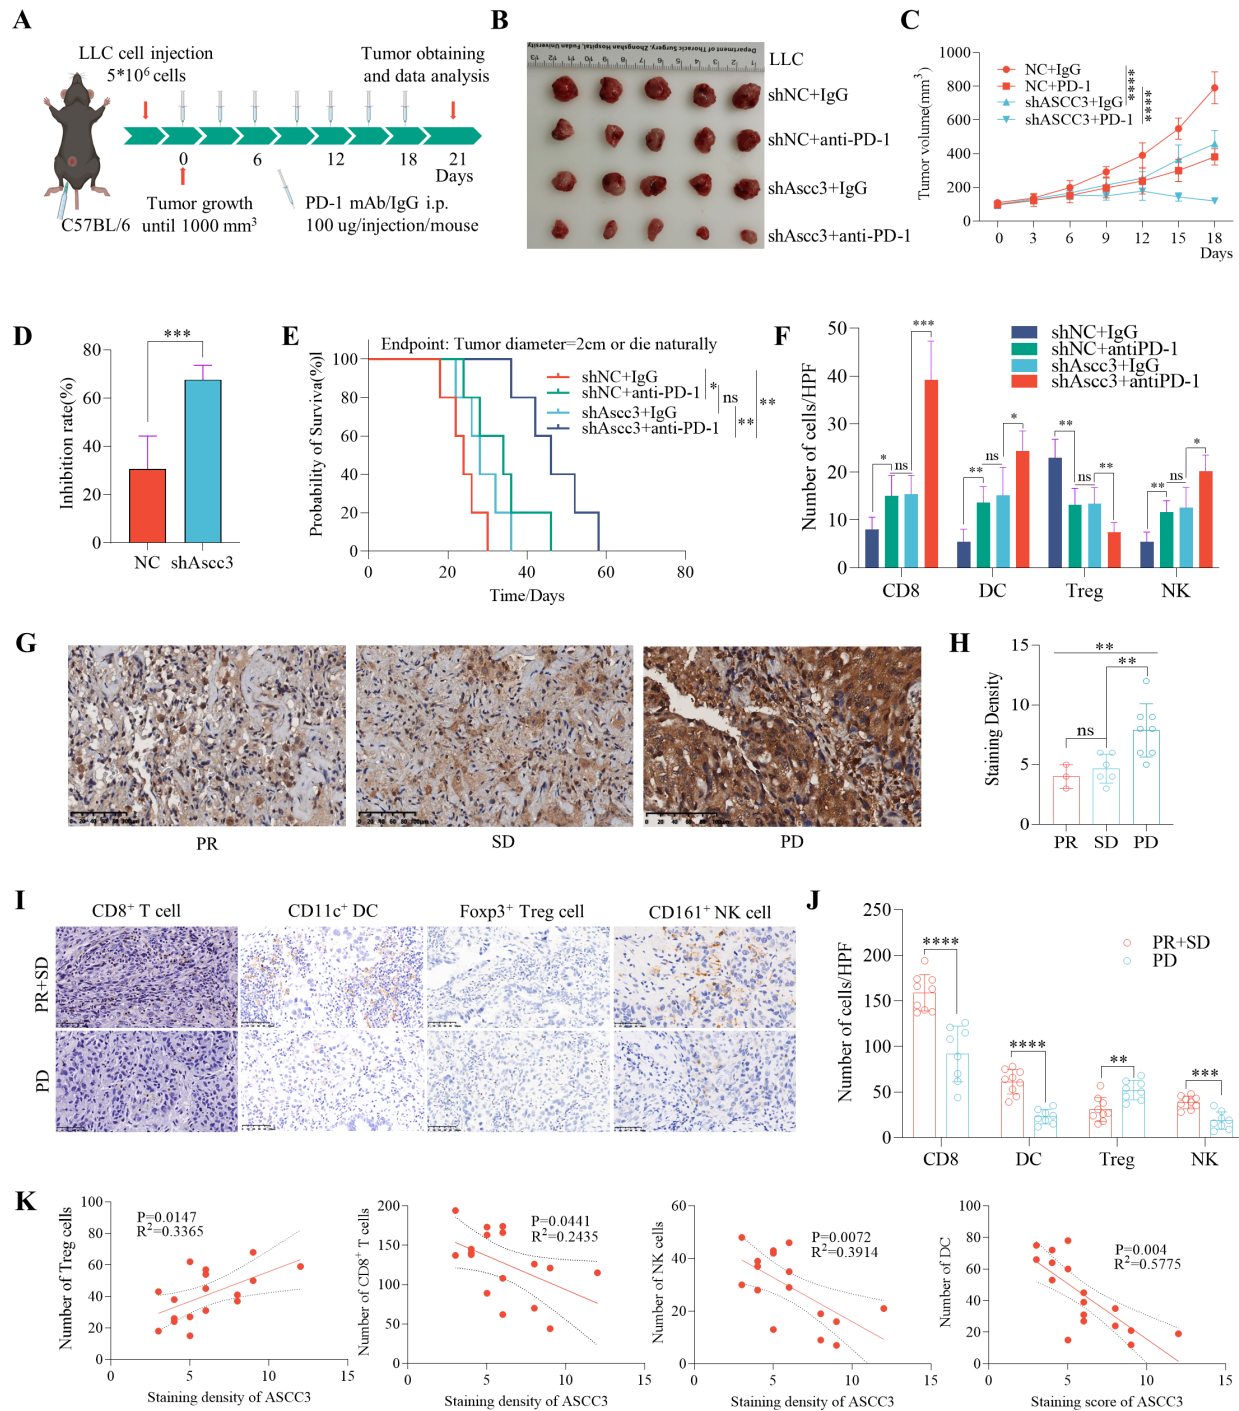 A
LLC cell injection
5*10⁶ cells
Tumor obtaining
and data analysis
0
6
12
18
21
Days
C57BL/6
Tumor growth
until 1000 mm³
PD-1 mAb/IgG i.p.
100 ug/injection/mouse
B
Department of Thoracic Surgery, Zhongshan Hospital, Fudan University
LLC
shNC+IgG
shNC+anti-PD-1
shAscc3+IgG
shAscc3+anti-PD-1
C
Tumor volume(mm³)
1000
800
600
400
200
0
NC+IgG
NC+PD-1
shASCC3+IgG
shASCC3+PD-1
****
****
0 3 6 9 12 15 18
Days
D
Inhibition rate(%)
80
60
40
20
0
***
NC shAscc3
E
Endpoint: Tumor diameter=2cm or die naturally
Probability of Surviva(%)l
100
80
60
40
20
0
shNC+IgG
shNC+anti-PD-1
shAscc3+IgG
shAscc3+anti-PD-1
*
ns
**
**
0 20 40 60 80
Time/Days
F
Number of cells/HPF
50
40
30
20
10
0
shNC+IgG
shNC+antiPD-1
shAscc3+IgG
shAscc3+antiPD-1
* ns ***
** ns *
** ns **
** ns *
CD8 DC Treg NK
G
PR SD PD
H
Staining Density
15
10
5
0
**
**
ns
PR SD PD
I
CD8⁺ T cell
CD11c⁺ DC
Foxp3⁺ Treg cell
CD161⁺ NK cell
PR+SD
PD
J
Number of cells/HPF
250
200
150
100
50
0
PR+SD
PD
****
****
**
***
CD8 DC Treg NK
K
Number of Treg cells
100
80
60
40
20
0
P=0.0147
R²=0.3365
0 5 10 15
Staining density of ASCC3
Number of CD8⁺ T cells
200
150
100
50
0
P=0.0441
R²=0.2435
0 5 10 15
Staining density of ASCC3
Number of NK cells
60
40
20
0
P=0.0072
R²=0.3914
0 5 10 15
Staining density of ASCC3
Number of DC
100
80
60
40
20
0
P=0.004
R²=0.5775
0 5 10 15
Staining score of ASCC3